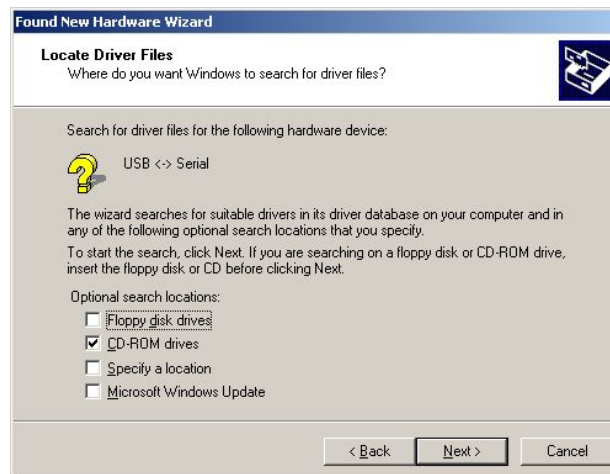 Found New Hardware Wizard
Locate Driver Files
Where do you want Windows to search for driver files?
Search for driver files for the following hardware device:
USB <-> Serial
The wizard searches for suitable drivers in its driver database on your computer and in
any of the following optional search locations that you specify.
To start the search, click Next. If you are searching on a floppy disk or CD-ROM drive,
insert the floppy disk or CD before clicking Next.
Optional search locations:
Floppy disk drives
CD-ROM drives
Specify a location
Microsoft Windows Update
< Back Next > Cancel